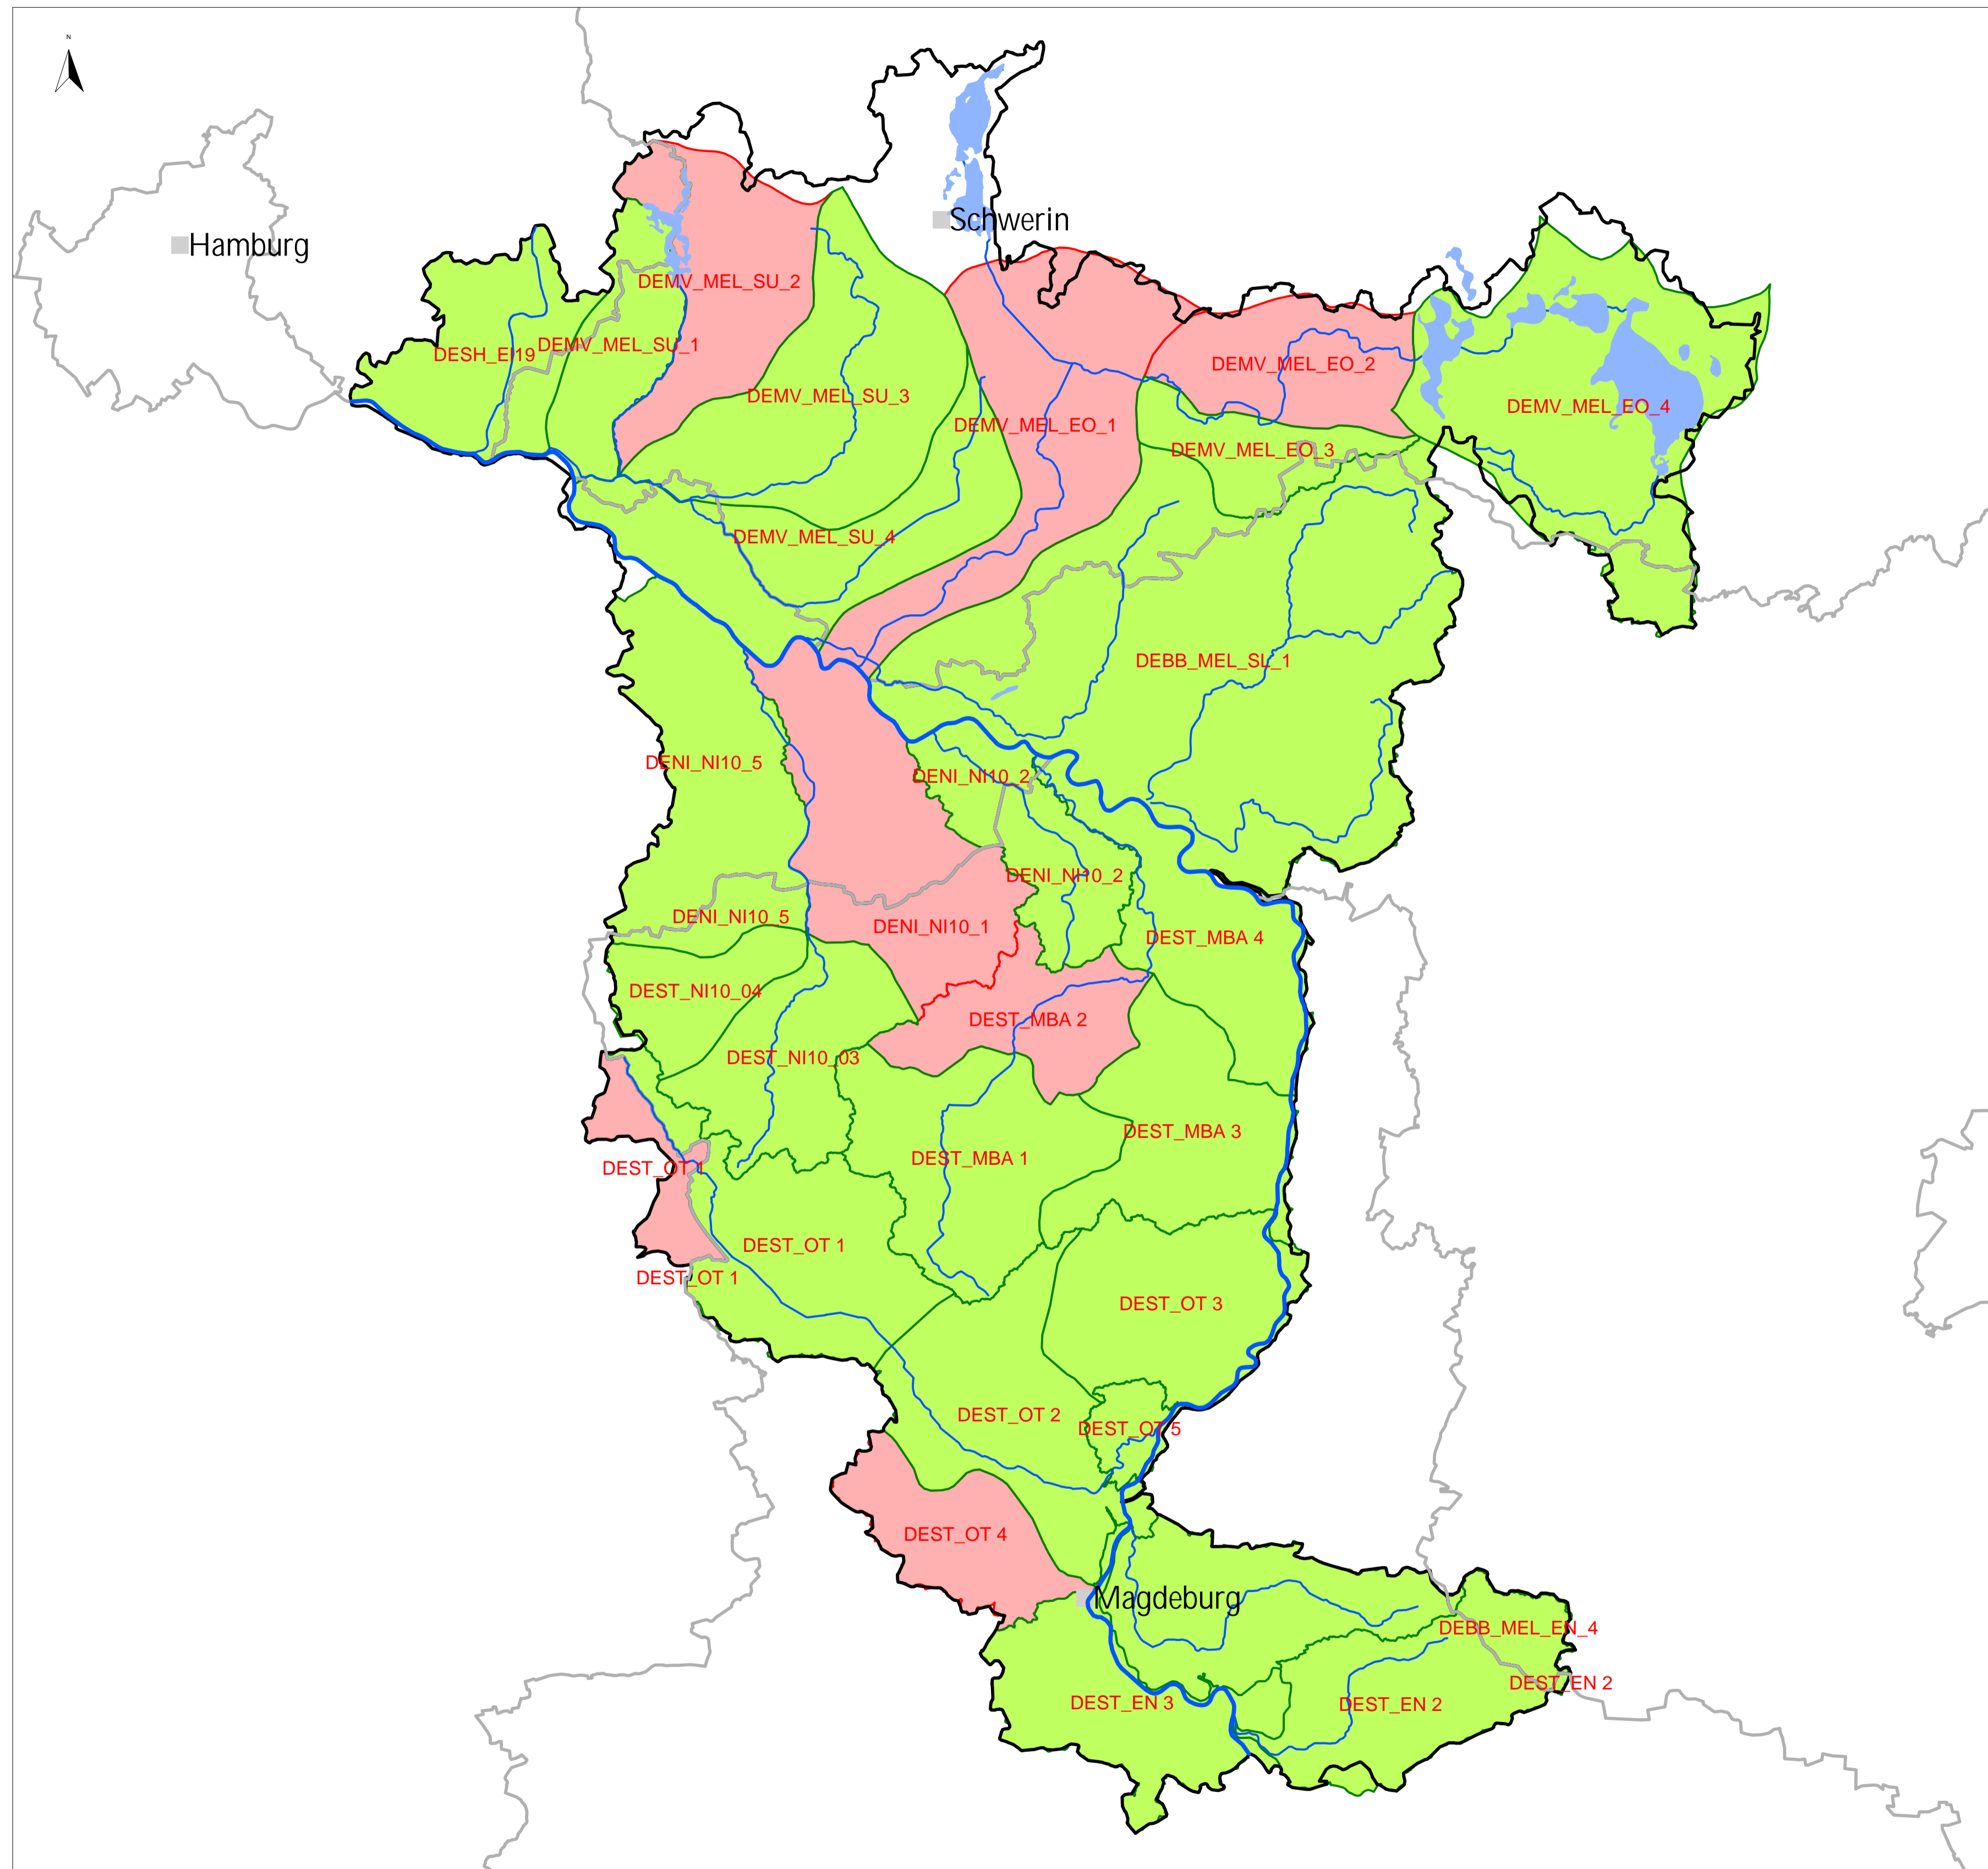 N
Schwerin
Hamburg
DEMV_MEL_SU_2
DEMV_MEL_SU_1
DESH_El19
DEMV_MEL_EO_2
DEMV_MEL_SU_3
DEMV_MEL_EO_4
DEMV_MEL_EO_1
DEMV_MEL_EO_3
DEMV_MEL_SU_4
DEBB_MEL_SL_1
DENI_NI10_5
DENI_NI10_2
DENI_NI10_2
DENI_NI10_5
DENI_NI10_1
DEST_MBA 4
DEST_NI10_04
DEST_MBA 2
DEST_NI10_03
DEST_MBA 3
DEST_MBA 1
DEST_OT 1
DEST_OT 1
DEST_OT 1
DEST_OT 3
DEST_OT 2
DEST_OT 5
DEST_OT 4
Magdeburg
DEBB_MEL_EN_4
DEST_EN 2
DEST_EN 3
DEST_EN 2